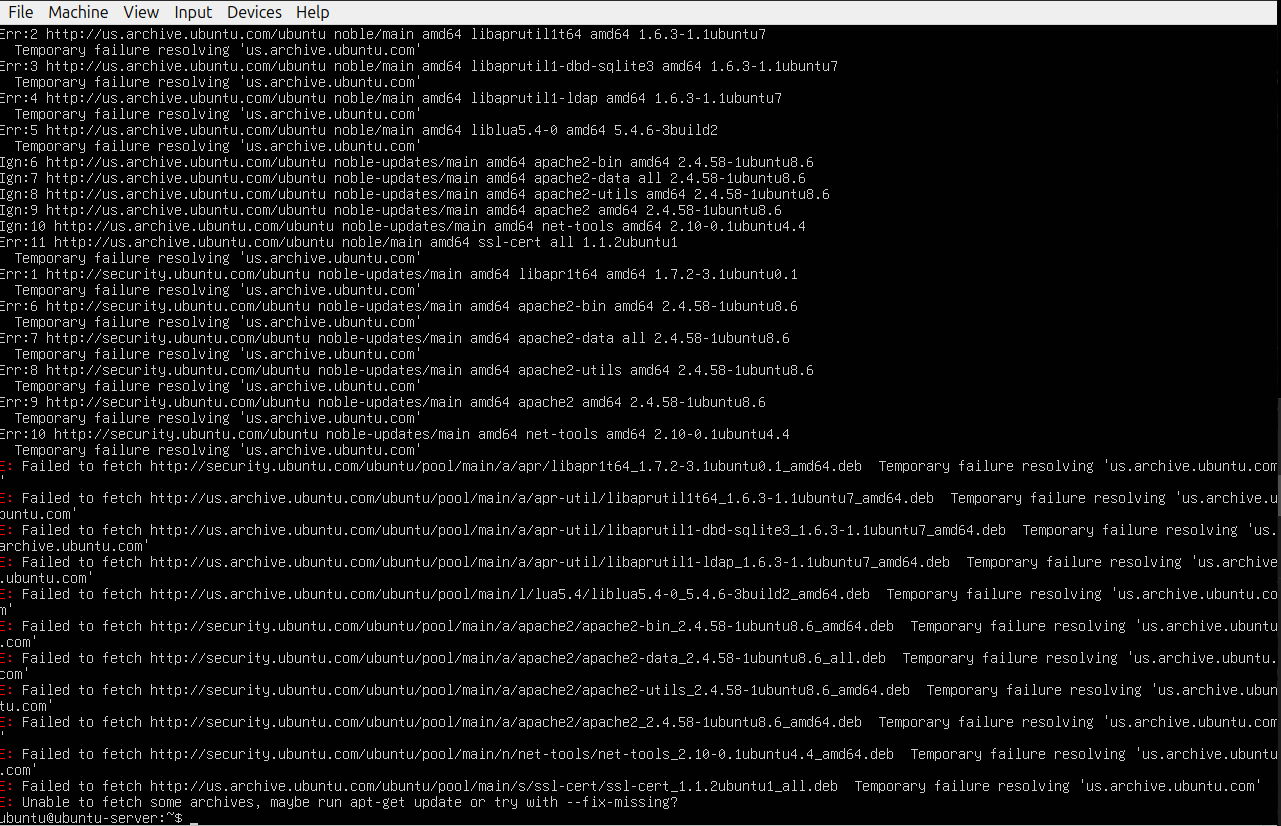 File Machine View Input Devices Help
Err:2 http://us.archive.ubuntu.com/ubuntu noble/main amd64 libaprutil1t64 amd64 1.6.3-1.1ubuntu7
  Temporary failure resolving 'us.archive.ubuntu.com'
Err:3 http://us.archive.ubuntu.com/ubuntu noble/main amd64 libaprutil1-dbd-sqlite3 amd64 1.6.3-1.1ubuntu7
  Temporary failure resolving 'us.archive.ubuntu.com'
Err:4 http://us.archive.ubuntu.com/ubuntu noble/main amd64 libaprutil1-ldap amd64 1.6.3-1.1ubuntu7
  Temporary failure resolving 'us.archive.ubuntu.com'
Err:5 http://us.archive.ubuntu.com/ubuntu noble/main amd64 liblua5.4-0 amd64 5.4.6-3build2
  Temporary failure resolving 'us.archive.ubuntu.com'
Ign:6 http://us.archive.ubuntu.com/ubuntu noble-updates/main amd64 apache2-bin amd64 2.4.58-1ubuntu8.6
Ign:7 http://us.archive.ubuntu.com/ubuntu noble-updates/main amd64 apache2-data all 2.4.58-1ubuntu8.6
Ign:8 http://us.archive.ubuntu.com/ubuntu noble-updates/main amd64 apache2-utils amd64 2.4.58-1ubuntu8.6
Ign:9 http://us.archive.ubuntu.com/ubuntu noble-updates/main amd64 apache2 amd64 2.4.58-1ubuntu8.6
Ign:10 http://us.archive.ubuntu.com/ubuntu noble-updates/main amd64 net-tools amd64 2.10-0.1ubuntu4.4
Err:11 http://us.archive.ubuntu.com/ubuntu noble/main amd64 ssl-cert all 1.1.2ubuntu1
  Temporary failure resolving 'us.archive.ubuntu.com'
Err:1 http://security.ubuntu.com/ubuntu noble-updates/main amd64 libapr1t64 amd64 1.7.2-3.1ubuntu0.1
  Temporary failure resolving 'us.archive.ubuntu.com'
Err:6 http://security.ubuntu.com/ubuntu noble-updates/main amd64 apache2-bin amd64 2.4.58-1ubuntu8.6
  Temporary failure resolving 'us.archive.ubuntu.com'
Err:7 http://security.ubuntu.com/ubuntu noble-updates/main amd64 apache2-data all 2.4.58-1ubuntu8.6
  Temporary failure resolving 'us.archive.ubuntu.com'
Err:8 http://security.ubuntu.com/ubuntu noble-updates/main amd64 apache2-utils amd64 2.4.58-1ubuntu8.6
  Temporary failure resolving 'us.archive.ubuntu.com'
Err:9 http://security.ubuntu.com/ubuntu noble-updates/main amd64 apache2 amd64 2.4.58-1ubuntu8.6
  Temporary failure resolving 'us.archive.ubuntu.com'
Err:10 http://security.ubuntu.com/ubuntu noble-updates/main amd64 net-tools amd64 2.10-0.1ubuntu4.4
  Temporary failure resolving 'us.archive.ubuntu.com'
E: Failed to fetch http://security.ubuntu.com/ubuntu/pool/main/a/apr/libapr1t64_1.7.2-3.1ubuntu0.1_amd64.deb  Temporary failure resolving 'us.archive.ubuntu.com
'
E: Failed to fetch http://us.archive.ubuntu.com/ubuntu/pool/main/a/apr-util/libaprutil1t64_1.6.3-1.1ubuntu7_amd64.deb  Temporary failure resolving 'us.archive.u
buntu.com'
E: Failed to fetch http://us.archive.ubuntu.com/ubuntu/pool/main/a/apr-util/libaprutil1-dbd-sqlite3_1.6.3-1.1ubuntu7_amd64.deb  Temporary failure resolving 'us.
archive.ubuntu.com'
E: Failed to fetch http://us.archive.ubuntu.com/ubuntu/pool/main/a/apr-util/libaprutil1-ldap_1.6.3-1.1ubuntu7_amd64.deb  Temporary failure resolving 'us.archive
.ubuntu.com'
E: Failed to fetch http://us.archive.ubuntu.com/ubuntu/pool/main/l/lua5.4/liblua5.4-0_5.4.6-3build2_amd64.deb  Temporary failure resolving 'us.archive.ubuntu.co
m'
E: Failed to fetch http://security.ubuntu.com/ubuntu/pool/main/a/apache2/apache2-bin_2.4.58-1ubuntu8.6_amd64.deb  Temporary failure resolving 'us.archive.ubuntu
.com'
E: Failed to fetch http://security.ubuntu.com/ubuntu/pool/main/a/apache2/apache2-data_2.4.58-1ubuntu8.6_all.deb  Temporary failure resolving 'us.archive.ubuntu.
com'
E: Failed to fetch http://security.ubuntu.com/ubuntu/pool/main/a/apache2/apache2-utils_2.4.58-1ubuntu8.6_amd64.deb  Temporary failure resolving 'us.archive.ubun
tu.com'
E: Failed to fetch http://security.ubuntu.com/ubuntu/pool/main/a/apache2/apache2_2.4.58-1ubuntu8.6_amd64.deb  Temporary failure resolving 'us.archive.ubuntu.com
'
E: Failed to fetch http://security.ubuntu.com/ubuntu/pool/main/n/net-tools/net-tools_2.10-0.1ubuntu4.4_amd64.deb  Temporary failure resolving 'us.archive.ubuntu
.com'
E: Failed to fetch http://us.archive.ubuntu.com/ubuntu/pool/main/s/ssl-cert/ssl-cert_1.1.2ubuntu1_all.deb  Temporary failure resolving 'us.archive.ubuntu.com'
E: Unable to fetch some archives, maybe run apt-get update or try with --fix-missing?
ubuntu@ubuntu-server:~$ _